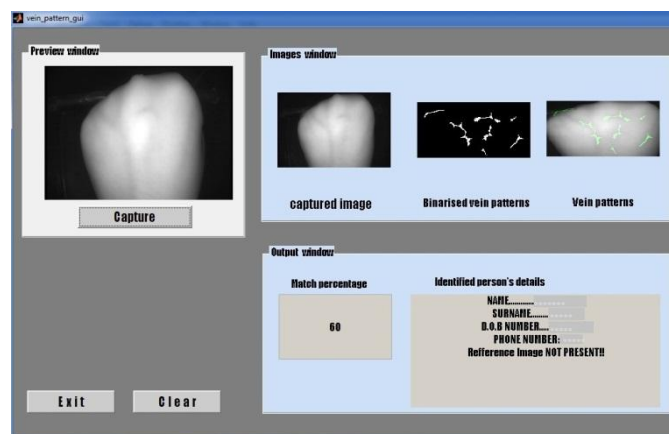 vein_pattern_gui
Preview window
Capture
Images window
captured image
Binarised vein patterns
Vein patterns
Output window
Match percentage
60
Identified person's details
NAME...........
SURNAME........
D.O.B NUMBER....
PHONE NUMBER:
Refference Image NOT PRESENT!!
Exit
Clear